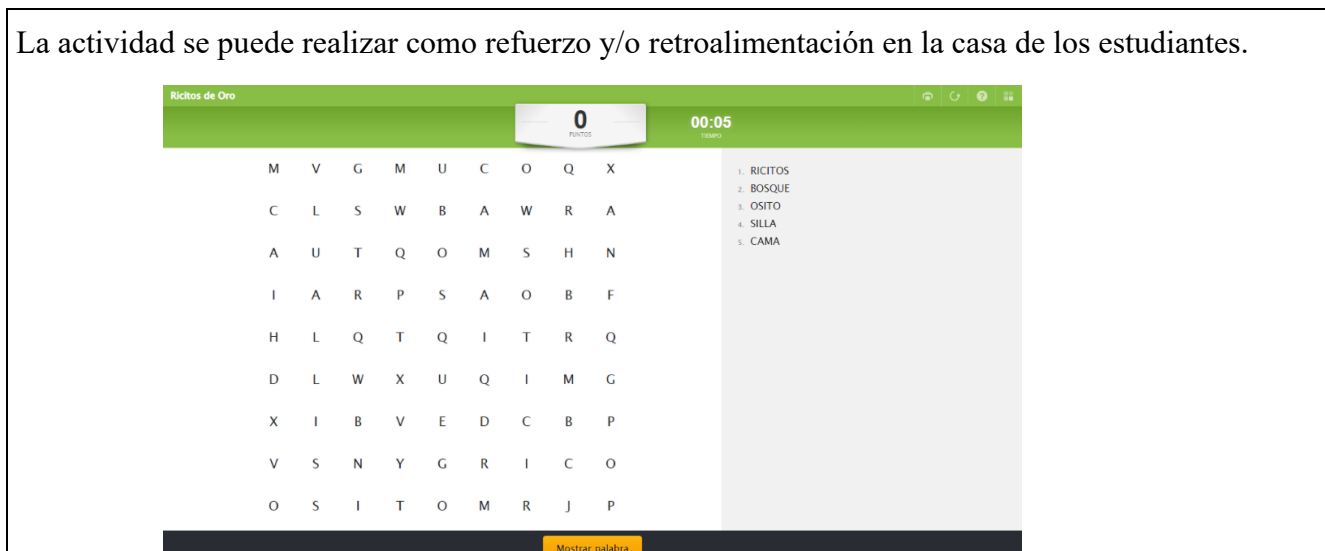 La actividad se puede realizar como refuerzo y/o retroalimentación en la casa de los estudiantes.
Ricitos de Oro
0
PUNTOS
00:05
TIEMPO
M V G M U C O Q X
C L S W B A W R A
A U T Q O M S H N
I A R P S A O B F
H L Q T Q I T R Q
D L W X U Q I M G
X I B V E D C B P
V S N Y G R I C O
O S I T O M R J P
1. RICITOS
2. BOSQUE
3. OSITO
4. SILLA
5. CAMA
Mostrar palabra